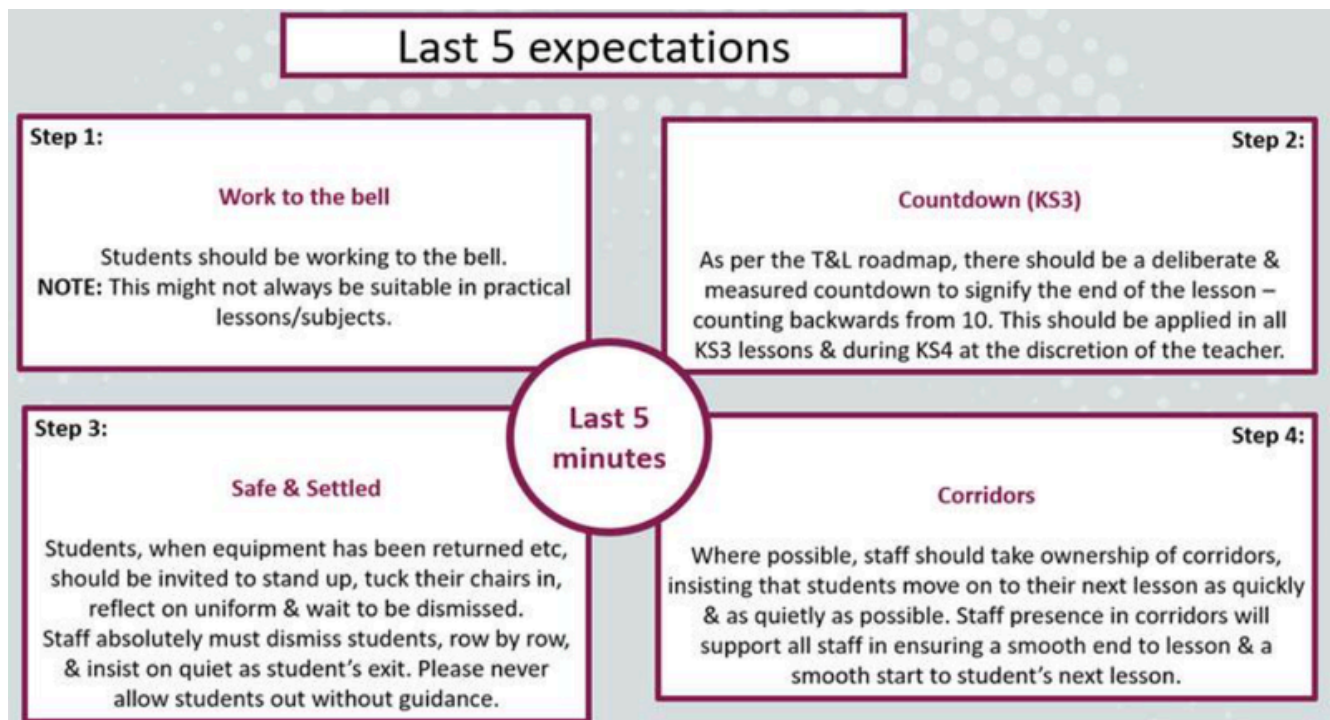 Last 5 expectations
Step 1:
Work to the bell
Students should be working to the bell.
NOTE: This might not always be suitable in practical
lessons/subjects.
Step 2:
Countdown (KS3)
As per the T&L roadmap, there should be a deliberate &
measured countdown to signify the end of the lesson –
counting backwards from 10. This should be applied in all
KS3 lessons & during KS4 at the discretion of the teacher.
Last 5
minutes
Step 3:
Safe & Settled
Students, when equipment has been returned etc,
should be invited to stand up, tuck their chairs in,
reflect on uniform & wait to be dismissed.
Staff absolutely must dismiss students, row by row,
& insist on quiet as student’s exit. Please never
allow students out without guidance.
Step 4:
Corridors
Where possible, staff should take ownership of corridors,
insisting that students move on to their next lesson as quickly
& as quietly as possible. Staff presence in corridors will
support all staff in ensuring a smooth end to lesson & a
smooth start to student’s next lesson.